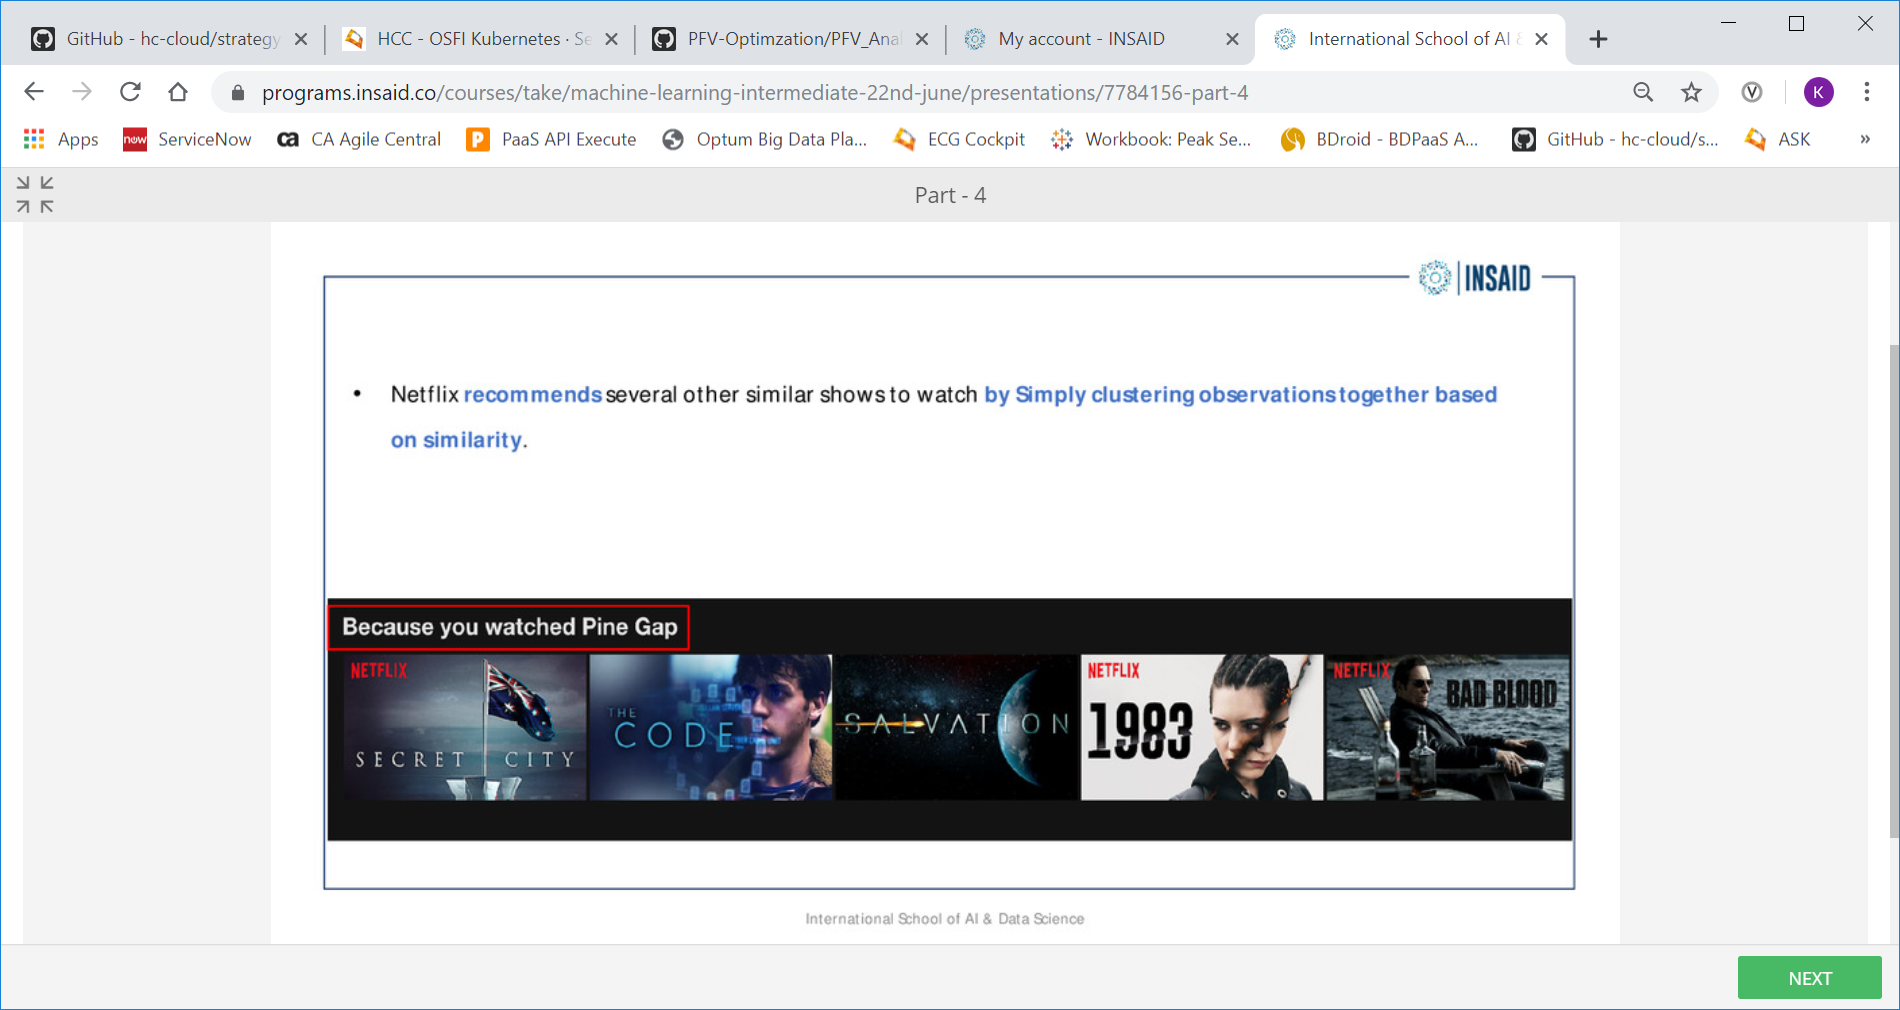 GitHub - hc-cloud/strategy
HCC - OSFI Kubernetes · Se
PFV-Optimzation/PFV_Anal
My account - INSAID
International School of AI &
programs.insaid.co/courses/take/machine-learning-intermediate-22nd-june/presentations/7784156-part-4
K
Apps
now
ServiceNow
ca
CA Agile Central
P
PaaS API Execute
Optum Big Data Pla...
ECG Cockpit
Workbook: Peak Se...
BDroid - BDPaaS A...
GitHub - hc-cloud/s...
ASK
»
Part - 4
INSAID
• Netflix recommends several other similar shows to watch by Simply clustering observations together based
on similarity.
Because you watched Pine Gap
NETFLIX
SECRET CITY
THE
CODE
SALVATION
NETFLIX
1983
NETFLIX
BAD BLOOD
International School of AI & Data Science
NEXT